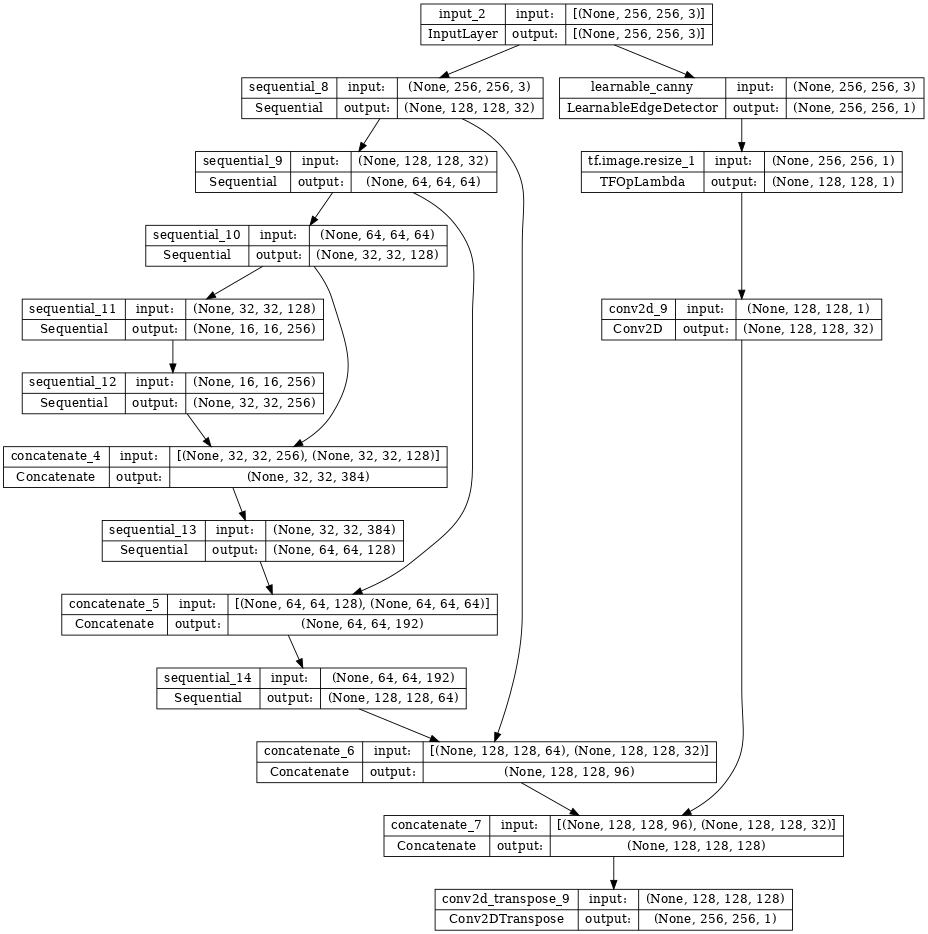 input_2 input: [(None, 256, 256, 3)]
InputLayer output: [(None, 256, 256, 3)]
sequential_8 input: (None, 256, 256, 3)
Sequential output: (None, 128, 128, 32)
learnable_canny input: (None, 256, 256, 3)
LearnableEdgeDetector output: (None, 256, 256, 1)
sequential_9 input: (None, 128, 128, 32)
Sequential output: (None, 64, 64, 64)
tf.image.resize_1 input: (None, 256, 256, 1)
TFOpLambda output: (None, 128, 128, 1)
sequential_10 input: (None, 64, 64, 64)
Sequential output: (None, 32, 32, 128)
sequential_11 input: (None, 32, 32, 128)
Sequential output: (None, 16, 16, 256)
conv2d_9 input: (None, 128, 128, 1)
Conv2D output: (None, 128, 128, 32)
sequential_12 input: (None, 16, 16, 256)
Sequential output: (None, 32, 32, 256)
concatenate_4 input: [(None, 32, 32, 256), (None, 32, 32, 128)]
Concatenate output: (None, 32, 32, 384)
sequential_13 input: (None, 32, 32, 384)
Sequential output: (None, 64, 64, 128)
concatenate_5 input: [(None, 64, 64, 128), (None, 64, 64, 64)]
Concatenate output: (None, 64, 64, 192)
sequential_14 input: (None, 64, 64, 192)
Sequential output: (None, 128, 128, 64)
concatenate_6 input: [(None, 128, 128, 64), (None, 128, 128, 32)]
Concatenate output: (None, 128, 128, 96)
concatenate_7 input: [(None, 128, 128, 96), (None, 128, 128, 32)]
Concatenate output: (None, 128, 128, 128)
conv2d_transpose_9 input: (None, 128, 128, 128)
Conv2DTranspose output: (None, 256, 256, 1)